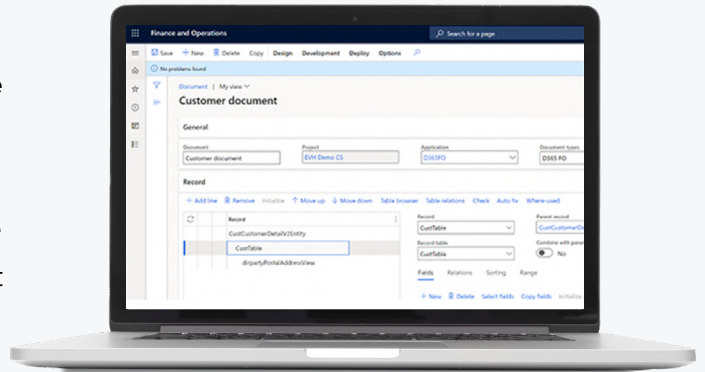 Finance and Operations
Search for a page
Save + New Delete Copy Design Development Deploy Options
No problems found
Document | My view
Customer document
General
Document Project Application Document types
Customer document EVH Demo CS D365FO D365 FO
Record
+ Add line Remove Initialize Move up Move down Table browser Table relations Check Auto fix Where-used
Record
CustCustomerDetailV2Entity
CustTable
dirpartyPostalAddressView
Record Parent record
CustTable CustCustomerDe
Record table Combine with paren
CustTable No
Fields Relations Sorting Range
+ New Delete Select fields Copy fields Initialize